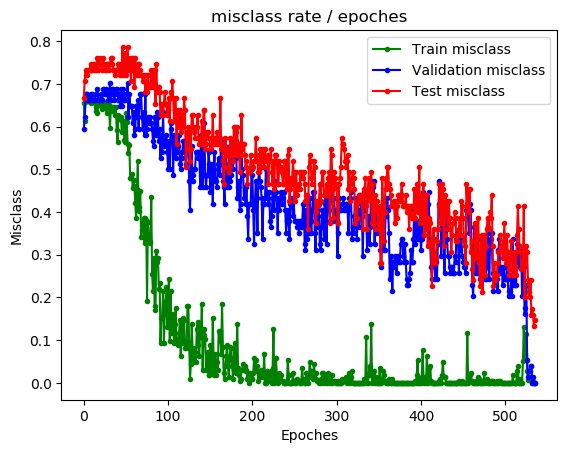 misclass rate / epoches
Train misclass
Validation misclass
Test misclass
Misclass
0.8
0.7
0.6
0.5
0.4
0.3
0.2
0.1
0.0
0 100 200 300 400 500
Epoches